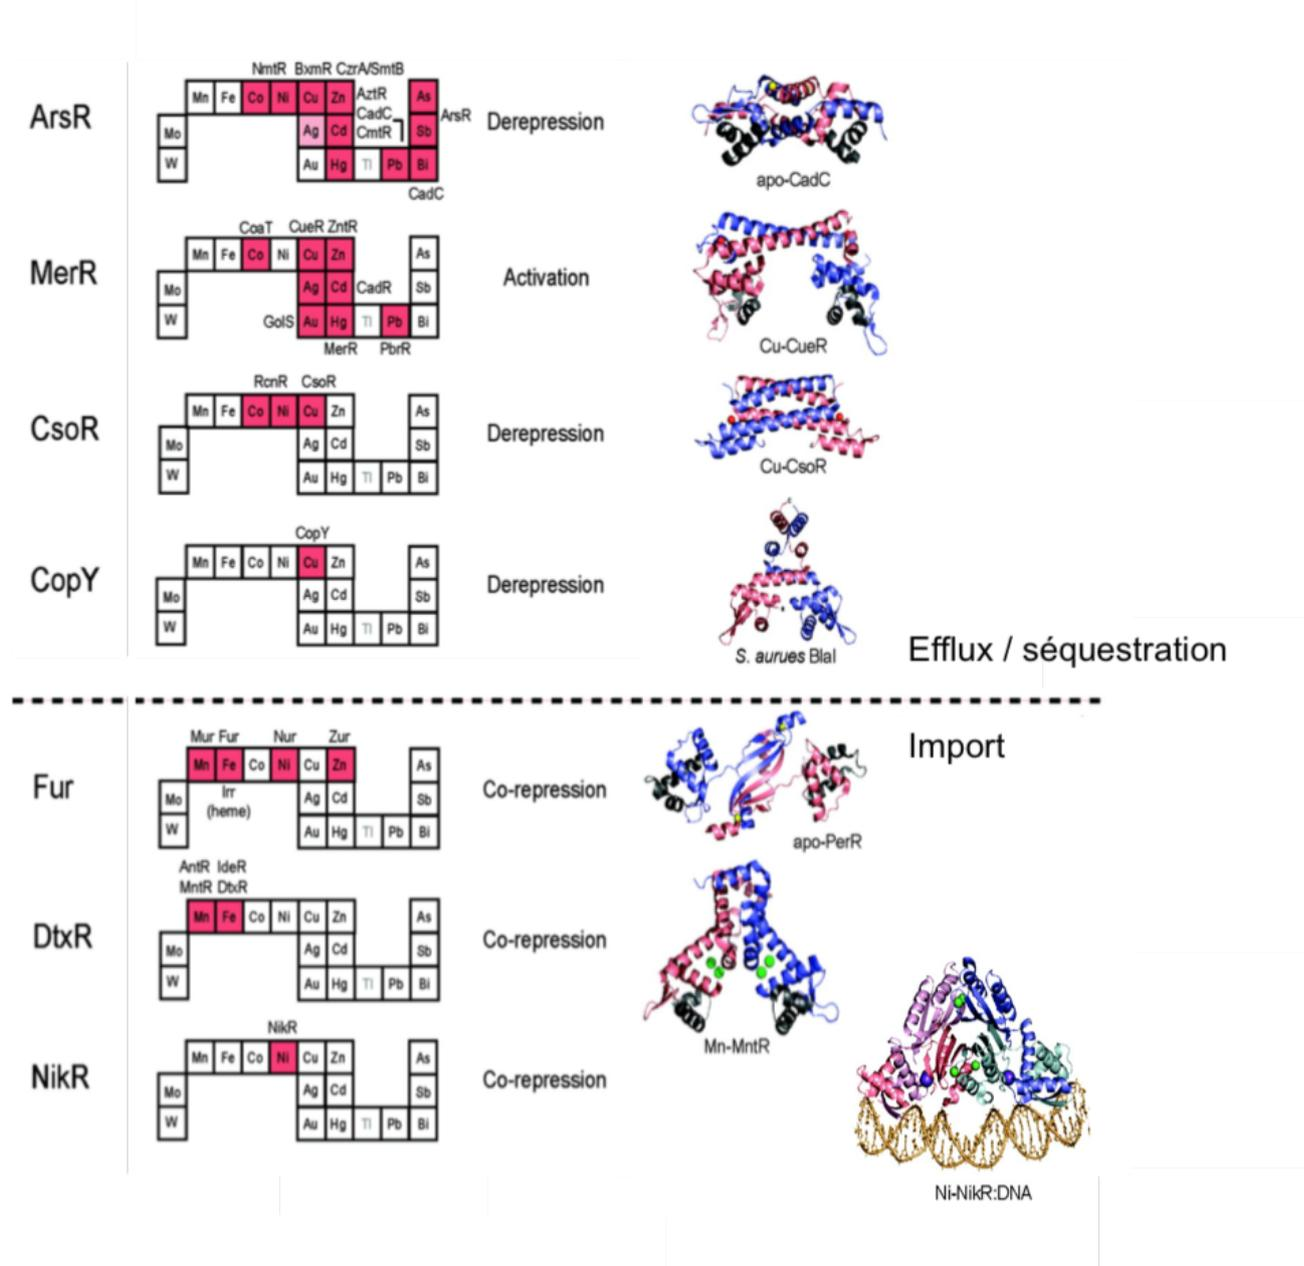 NmtR BxmR CzrA/SmtB
ArsR
Mn Fe Co Ni Cu Zn AztR As
CadC
ArsR
Derepression
Mo Ag Cd CmtR Sb
W Au Hg Tl Pb Bi
CadC
apo-CadC
CoaT CueR ZntR
MerR
Mn Fe Co Ni Cu Zn As
Activation
Mo Ag Cd CadR Sb
W GolS Au Hg Tl Pb Bi
MerR PbrR
Cu-CueR
RcnR CsoR
CsoR
Mn Fe Co Ni Cu Zn As
Derepression
Mo Ag Cd Sb
W Au Hg Tl Pb Bi
Cu-CsoR
CopY
CopY
Mn Fe Co Ni Cu Zn As
Derepression
Mo Ag Cd Sb
W Au Hg Tl Pb Bi
S. aurues BlaI
Efflux / séquestration
Import
Mur Fur Nur Zur
Fur
Mn Fe Co Ni Cu Zn As
Co-repression
Mo Irr Ag Cd Sb
(heme)
W Au Hg Tl Pb Bi
apo-PerR
AntR IdeR
MntR DtxR
DtxR
Mn Fe Co Ni Cu Zn As
Co-repression
Mo Ag Cd Sb
W Au Hg Tl Pb Bi
Mn-MntR
NikR
NikR
Mn Fe Co Ni Cu Zn As
Co-repression
Mo Ag Cd Sb
W Au Hg Tl Pb Bi
Ni-NikR:DNA